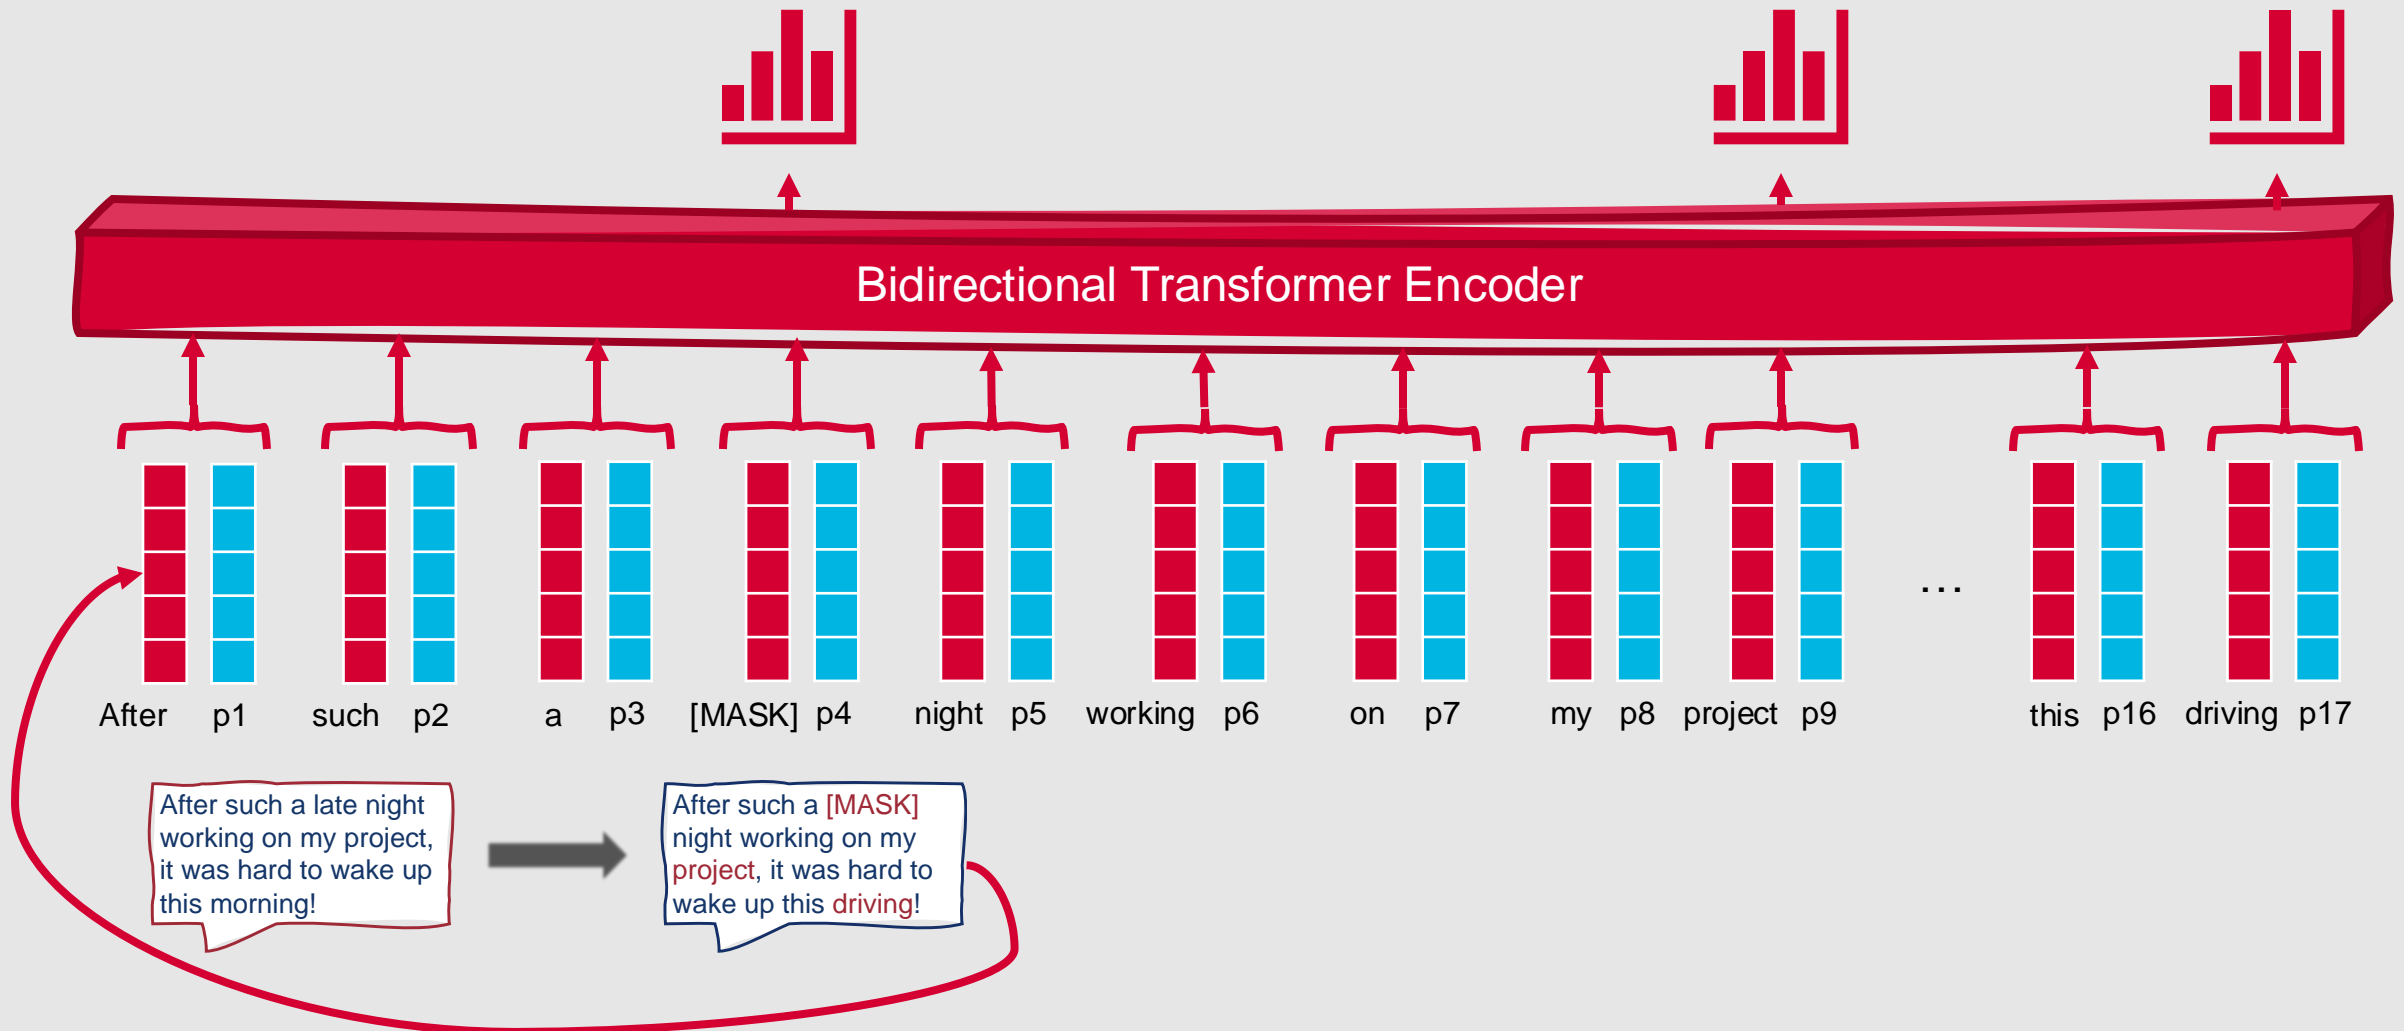 Bidirectional Transformer Encoder
...
After p1 such p2 a p3 [MASK] p4 night p5 working p6 on p7 my p8 project p9 this p16 driving p17
After such a late night
working on my project,
it was hard to wake up
this morning!
After such a [MASK]
night working on my
project, it was hard to
wake up this driving!